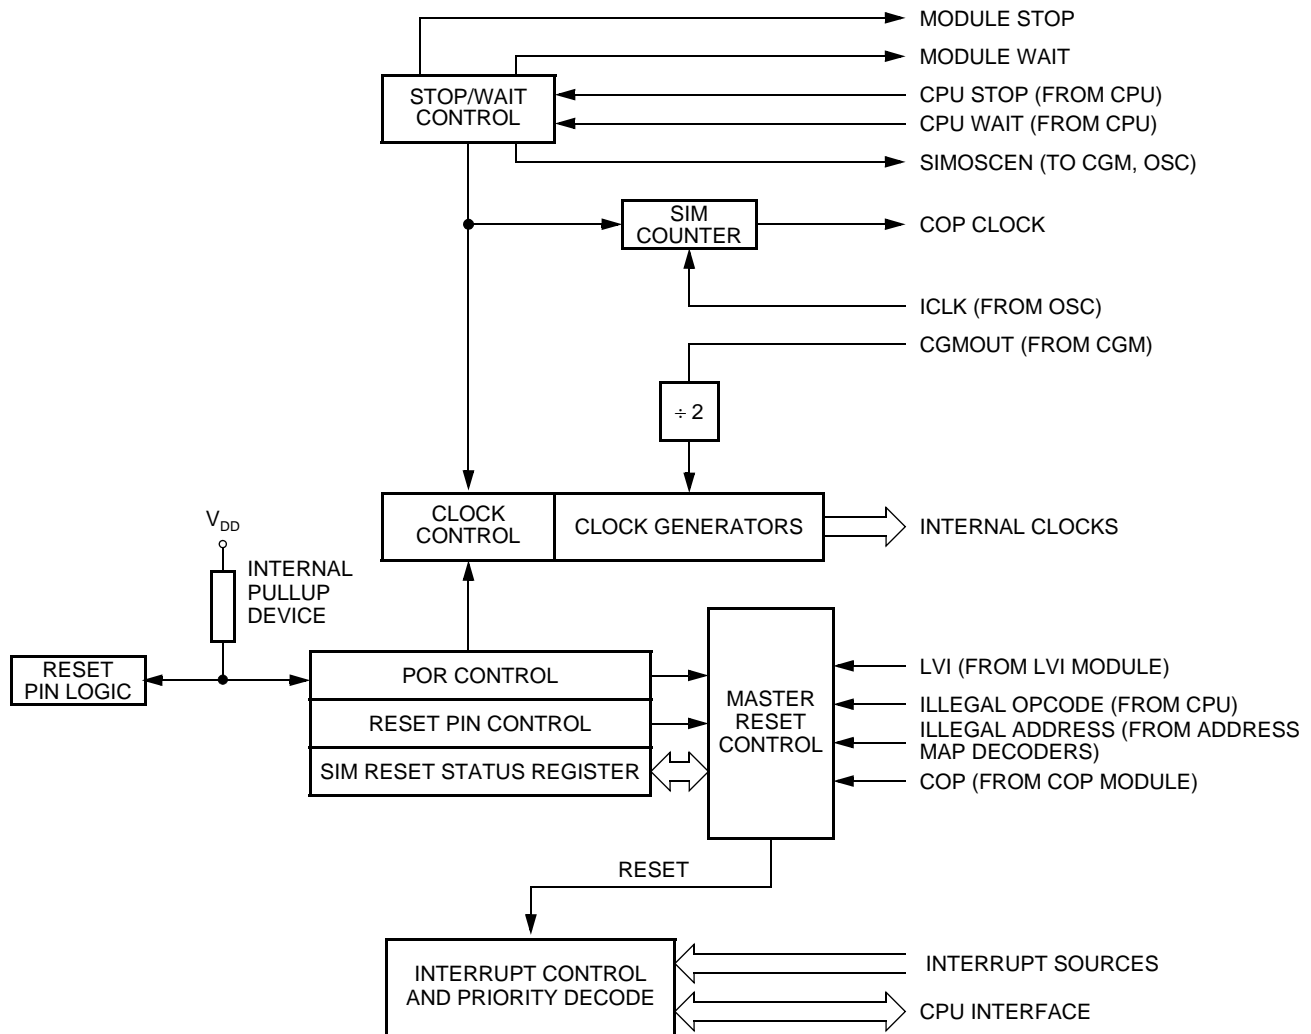 MODULE STOP
MODULE WAIT
STOP/WAIT
CONTROL
CPU STOP (FROM CPU)
CPU WAIT (FROM CPU)
SIMOSCEN (TO CGM, OSC)
SIM
COUNTER
COP CLOCK
ICLK (FROM OSC)
CGMOUT (FROM CGM)
÷ 2
CLOCK
CONTROL
CLOCK GENERATORS
INTERNAL CLOCKS
VDD
INTERNAL
PULLUP
DEVICE
RESET
PIN LOGIC
POR CONTROL
RESET PIN CONTROL
SIM RESET STATUS REGISTER
MASTER
RESET
CONTROL
LVI (FROM LVI MODULE)
ILLEGAL OPCODE (FROM CPU)
ILLEGAL ADDRESS (FROM ADDRESS
MAP DECODERS)
COP (FROM COP MODULE)
RESET
INTERRUPT CONTROL
AND PRIORITY DECODE
INTERRUPT SOURCES
CPU INTERFACE